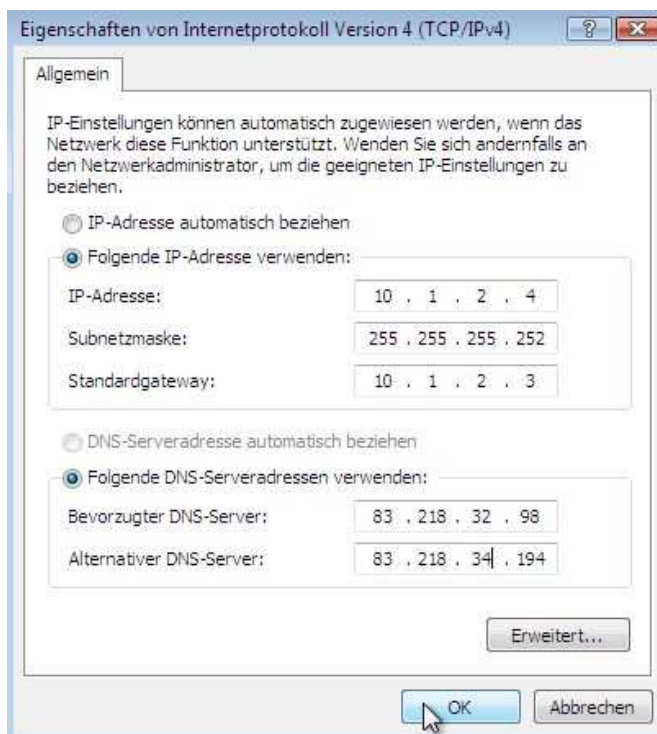 Eigenschaften von Internetprotokoll Version 4 (TCP/IPv4)
Allgemein
IP-Einstellungen können automatisch zugewiesen werden, wenn das
Netzwerk diese Funktion unterstützt. Wenden Sie sich andernfalls an
den Netzwerkadministrator, um die geeigneten IP-Einstellungen zu
beziehen.
IP-Adresse automatisch beziehen
Folgende IP-Adresse verwenden:
IP-Adresse: 10 . 1 . 2 . 4
Subnetzmaske: 255 . 255 . 255 . 252
Standardgateway: 10 . 1 . 2 . 3
DNS-Serveradresse automatisch beziehen
Folgende DNS-Serveradressen verwenden:
Bevorzugter DNS-Server: 83 . 218 . 32 . 98
Alternativer DNS-Server: 83 . 218 . 34 . 194
Erweitert...
OK Abbrechen